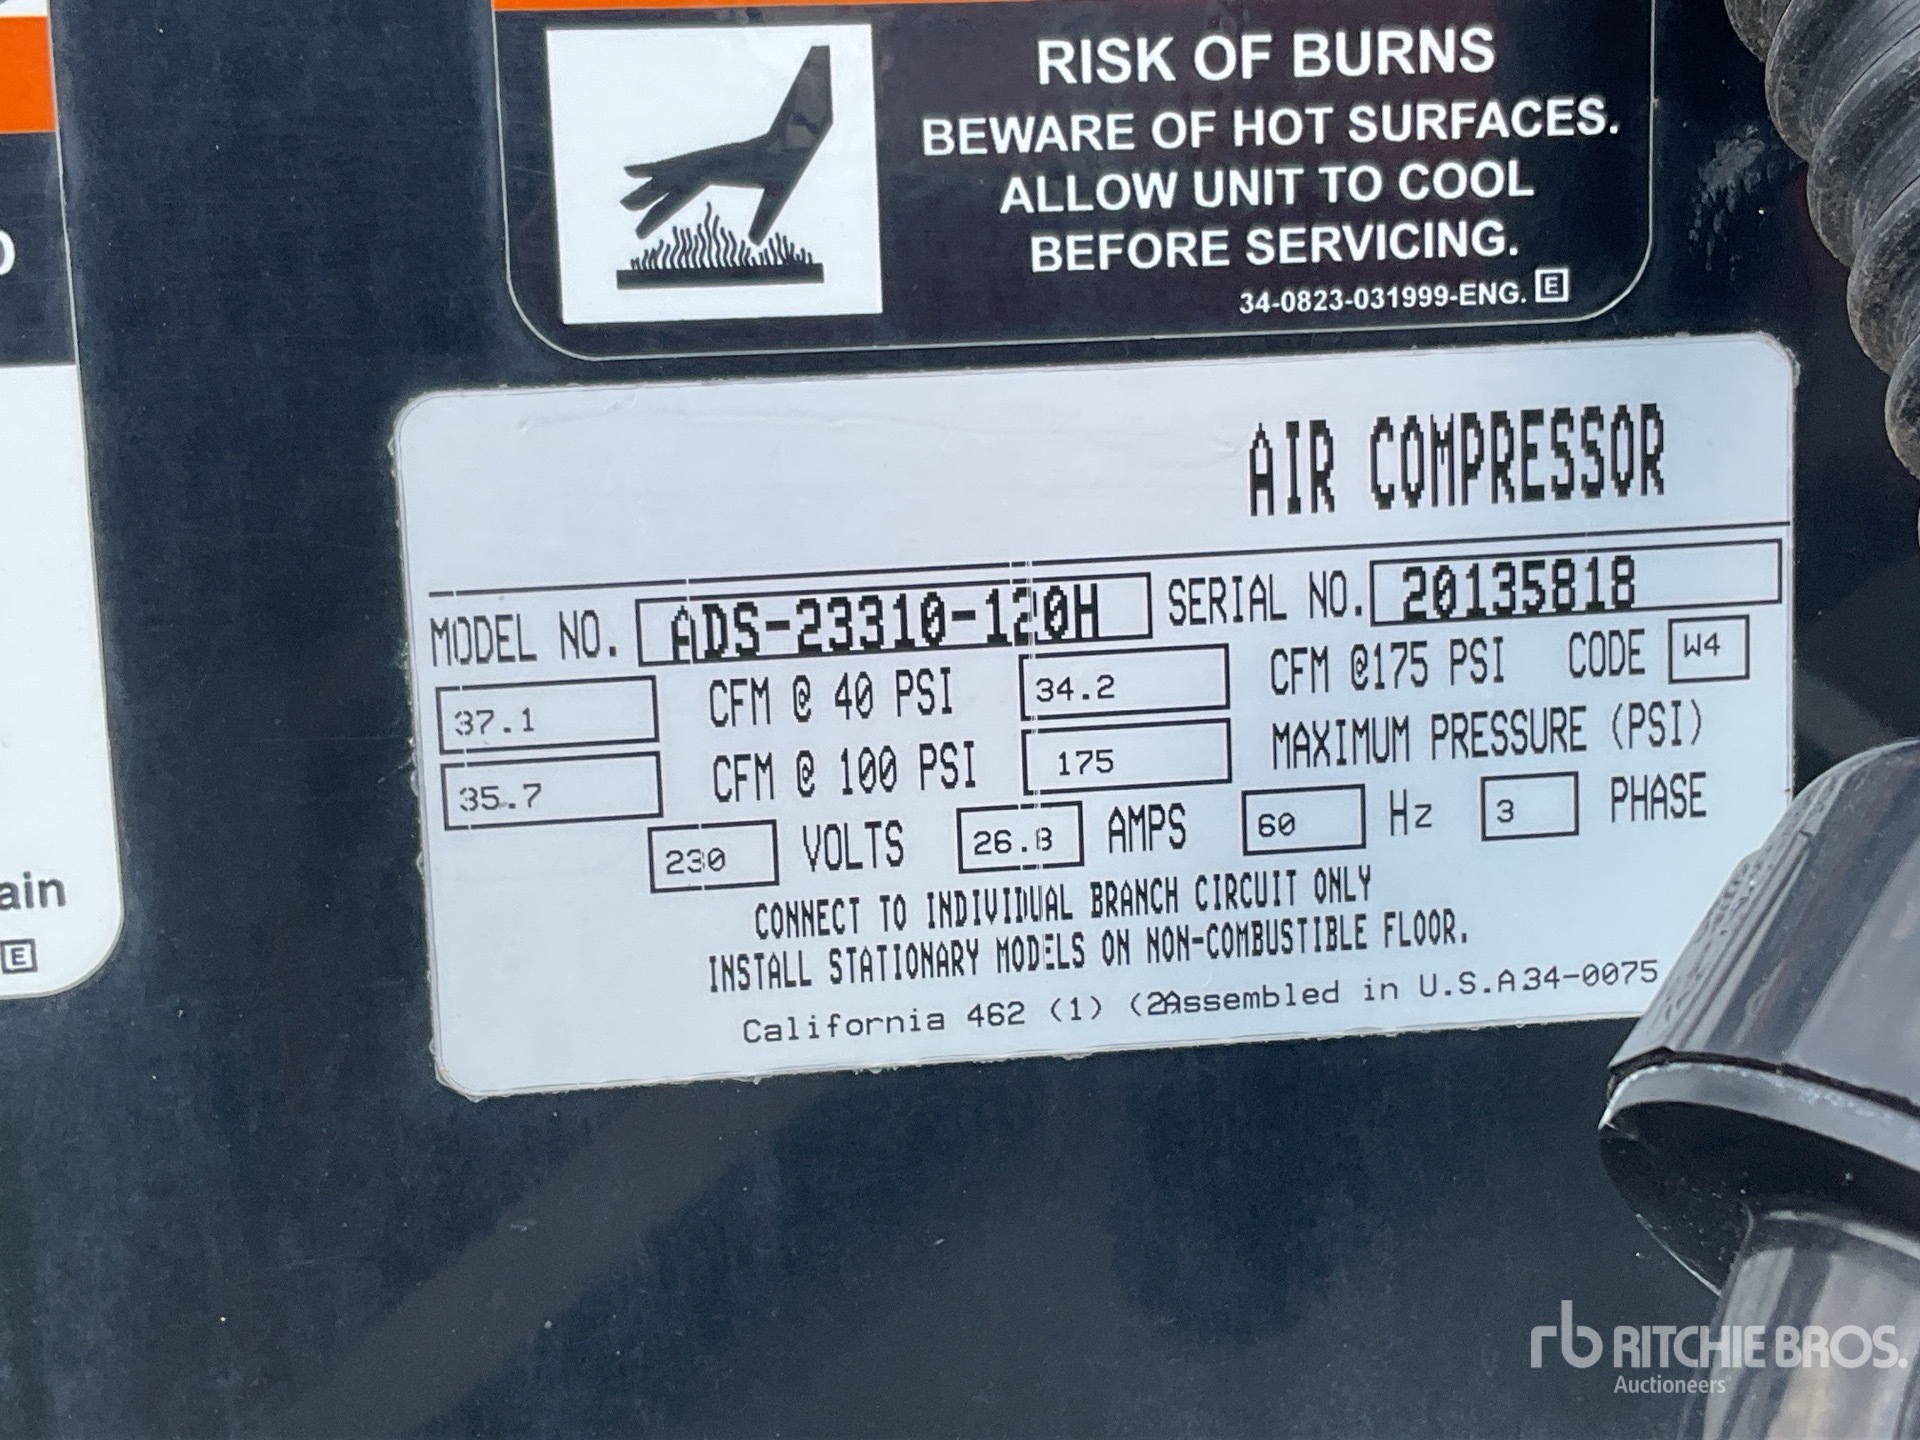 RISK OF BURNS
BEWARE OF HOT SURFACES.
ALLOW UNIT TO COOL
BEFORE SERVICING.
34-0823-031999-ENG. E
AIR COMPRESSOR
MODEL NO. ADS-23310-120H SERIAL NO. 20135818
37.1 CFM @ 40 PSI 34.2 CFM @175 PSI CODE W4
35.7 CFM @ 100 PSI 175 MAXIMUM PRESSURE (PSI)
230 VOLTS 26.8 AMPS 60 Hz 3 PHASE
CONNECT TO INDIVIDUAL BRANCH CIRCUIT ONLY
INSTALL STATIONARY MODELS ON NON-COMBUSTIBLE FLOOR.
California 462 (1) (2Assembled in U.S.A34-0075
ain
E
rb RITCHIE BROS.
Auctioneers